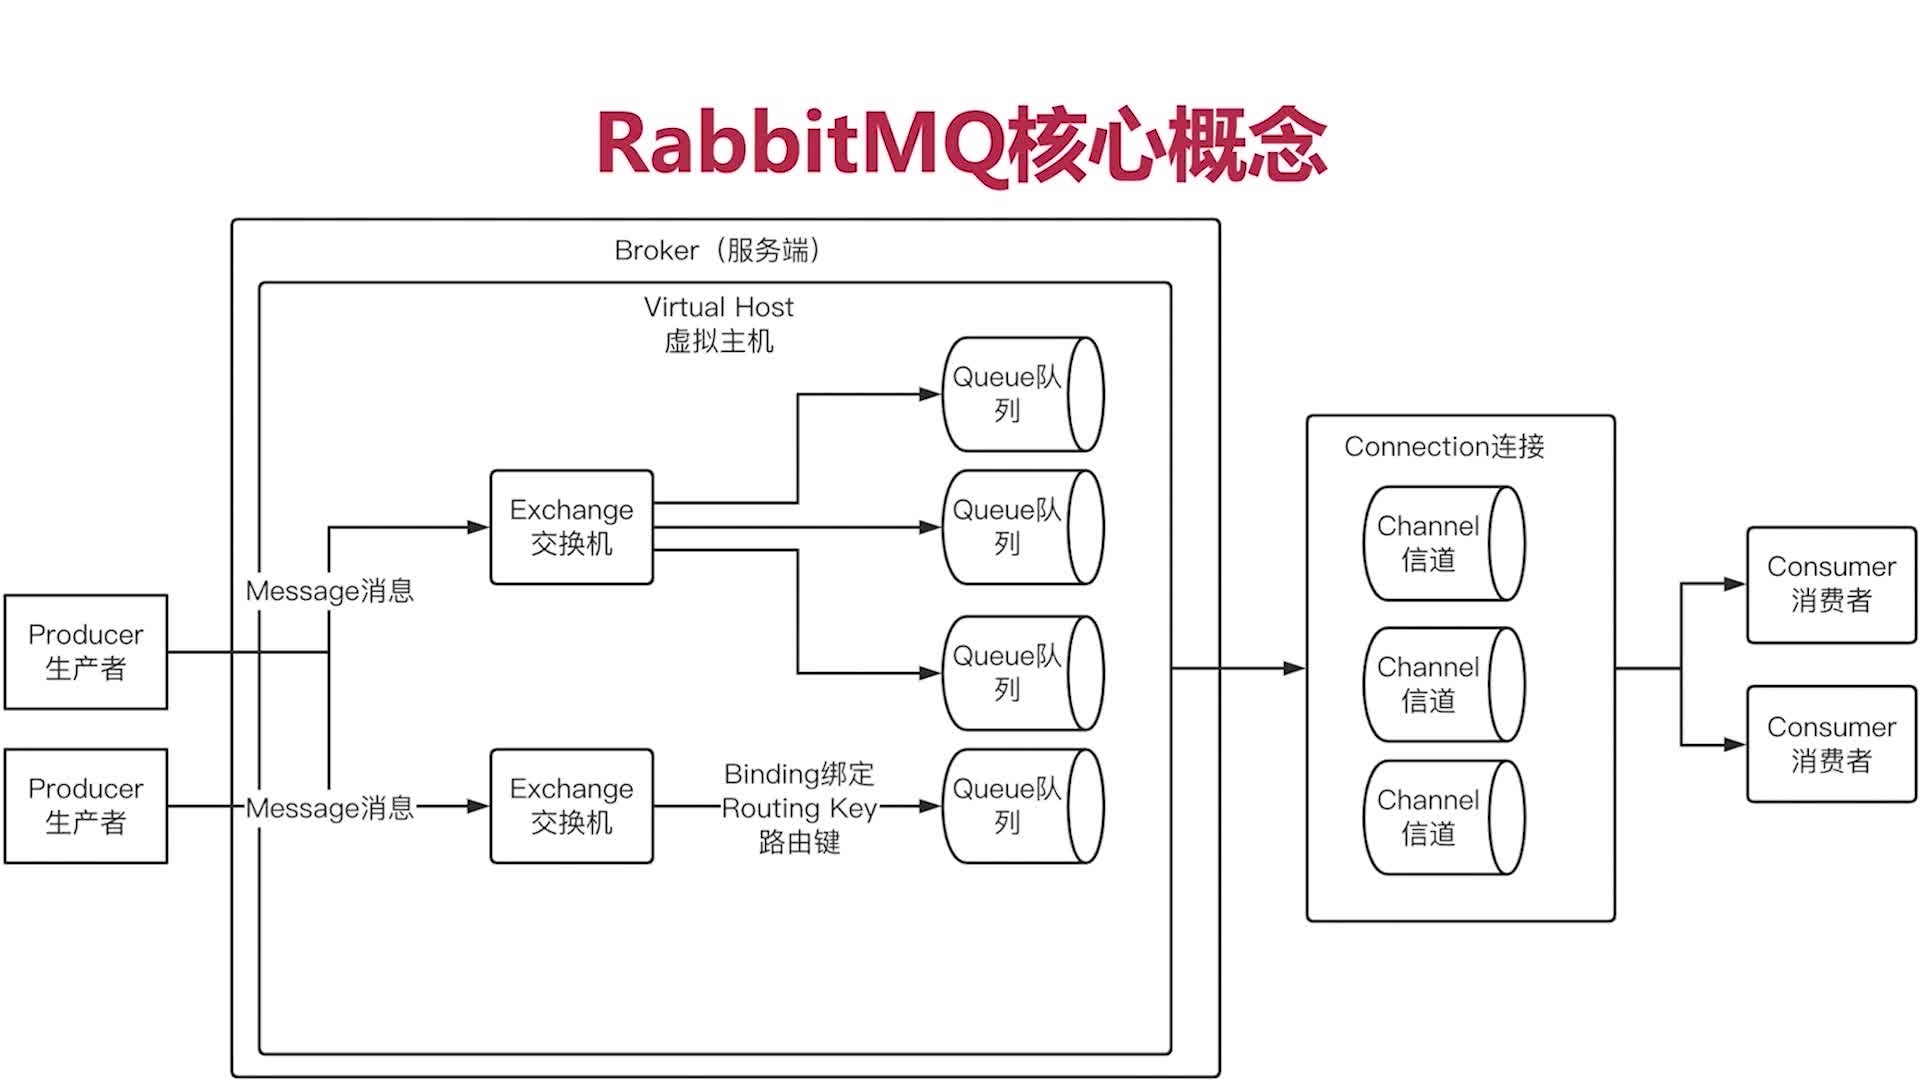 RabbitMQ核心概念
Broker（服务端）
Virtual Host
虚拟主机
Producer
生产者
Producer
生产者
Message消息
Message消息
Exchange
交换机
Exchange
交换机
Binding绑定
Routing Key
路由键
Queue队
列
Queue队
列
Queue队
列
Queue队
列
Connection连接
Channel
信道
Channel
信道
Channel
信道
Consumer
消费者
Consumer
消费者